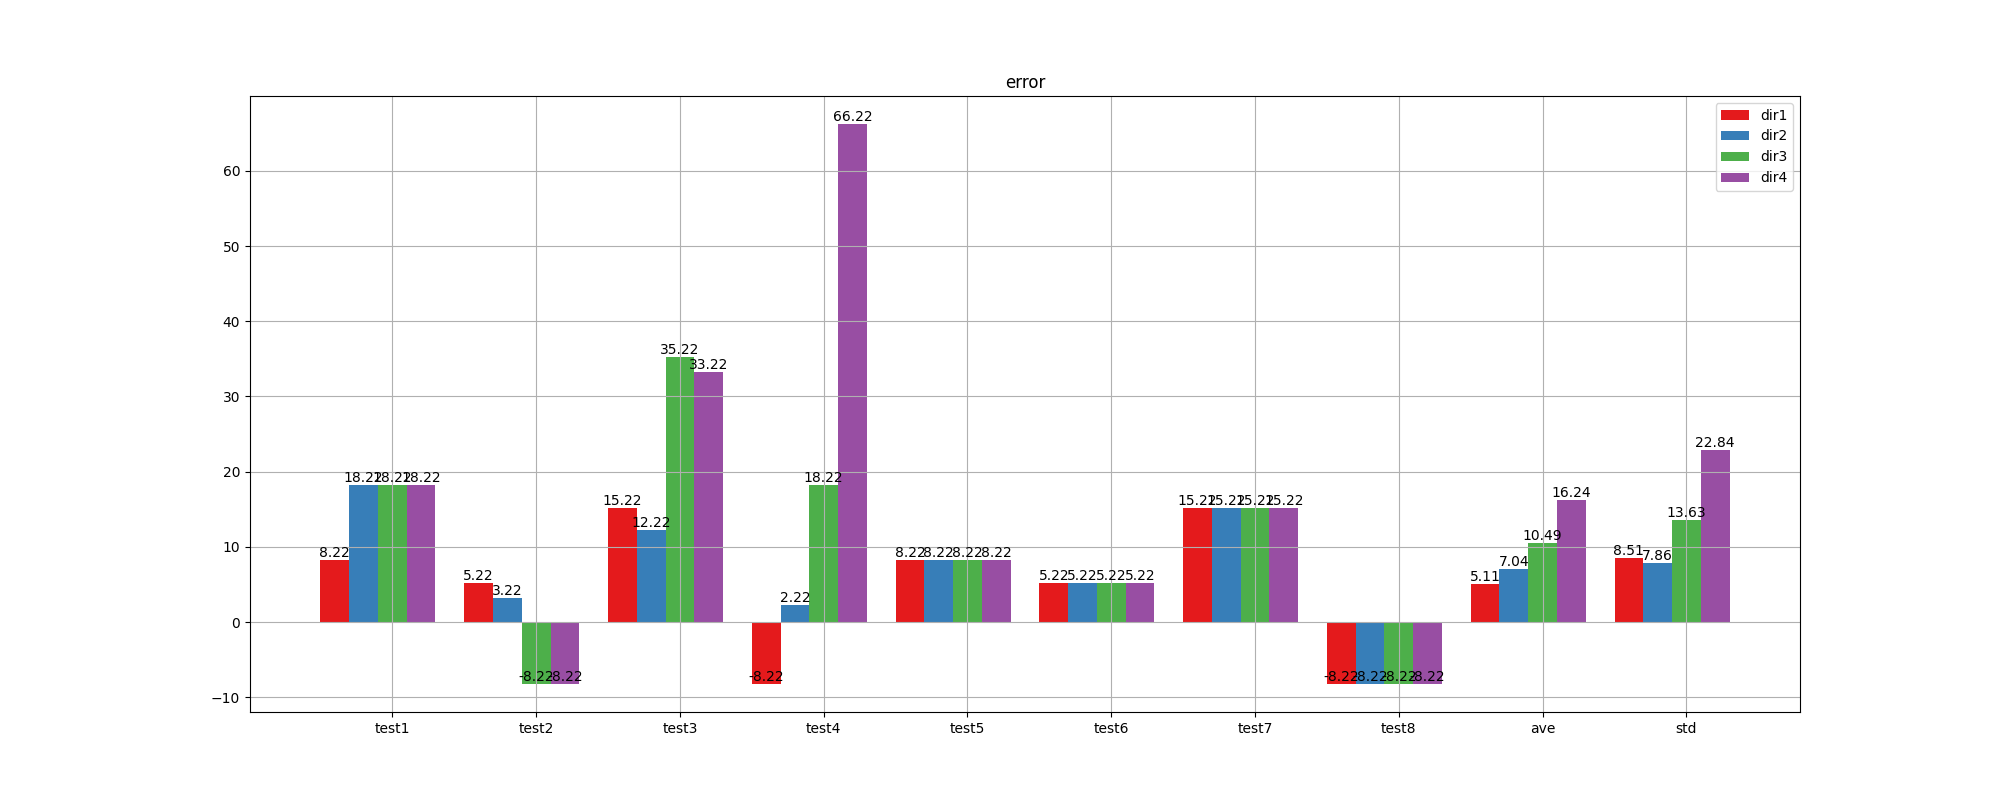 error
66.22
dir1
dir2
dir3
dir4
60
50
40
35.22
33.22
30
22.84
20
18.22 18.22 18.22
18.22
16.24
15.22
15.22 15.22 15.22 15.22
13.63
12.22
10.49
10
8.22
8.22 8.22 8.22 8.22
8.51
7.86
7.04
5.22
5.22 5.22 5.22 5.22
5.11
3.22
2.22
0
-8.22 -8.22
-8.22
-8.22 -8.22 -8.22 -8.22
−10
test1 test2 test3 test4 test5 test6 test7 test8 ave std